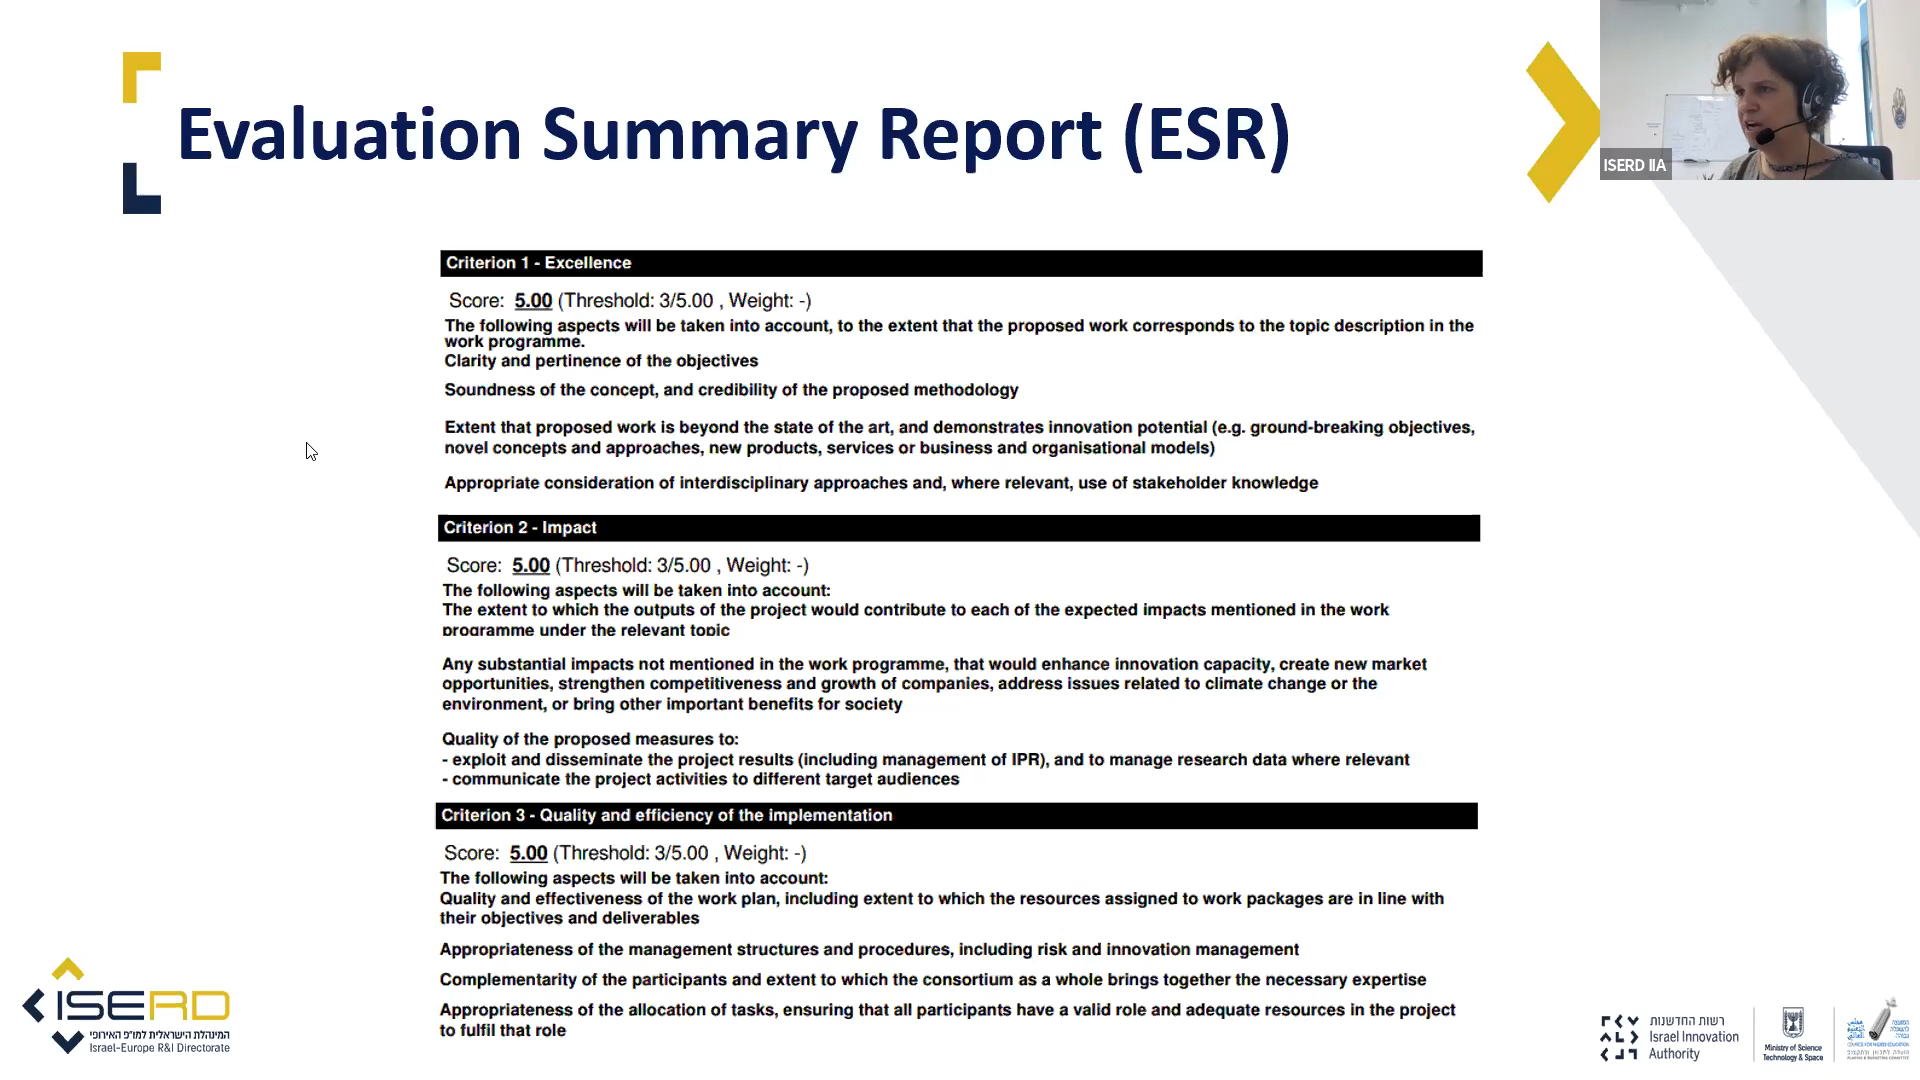 Evaluation Summary Report (ESR)
ISERD IIA
Criterion 1 - Excellence
Score: 5.00 (Threshold: 3/5.00 , Weight: -)
The following aspects will be taken into account, to the extent that the proposed work corresponds to the topic description in the
work programme.
Clarity and pertinence of the objectives
Soundness of the concept, and credibility of the proposed methodology
Extent that proposed work is beyond the state of the art, and demonstrates innovation potential (e.g. ground-breaking objectives,
novel concepts and approaches, new products, services or business and organisational models)
Appropriate consideration of interdisciplinary approaches and, where relevant, use of stakeholder knowledge
Criterion 2 - Impact
Score: 5.00 (Threshold: 3/5.00 , Weight: -)
The following aspects will be taken into account:
The extent to which the outputs of the project would contribute to each of the expected impacts mentioned in the work
programme under the relevant topic
Any substantial impacts not mentioned in the work programme, that would enhance innovation capacity, create new market
opportunities, strengthen competitiveness and growth of companies, address issues related to climate change or the
environment, or bring other important benefits for society
Quality of the proposed measures to:
- exploit and disseminate the project results (including management of IPR), and to manage research data where relevant
- communicate the project activities to different target audiences
Criterion 3 - Quality and efficiency of the implementation
Score: 5.00 (Threshold: 3/5.00 , Weight: -)
The following aspects will be taken into account:
Quality and effectiveness of the work plan, including extent to which the resources assigned to work packages are in line with
their objectives and deliverables
Appropriateness of the management structures and procedures, including risk and innovation management
Complementarity of the participants and extent to which the consortium as a whole brings together the necessary expertise
Appropriateness of the allocation of tasks, ensuring that all participants have a valid role and adequate resources in the project
to fulfil that role
ISERD
המינהלת הישראלית למו״פ האירופי
Israel-Europe R&I Directorate
רשות החדשנות
Israel Innovation
Authority
Ministry of Science
Technology & Space